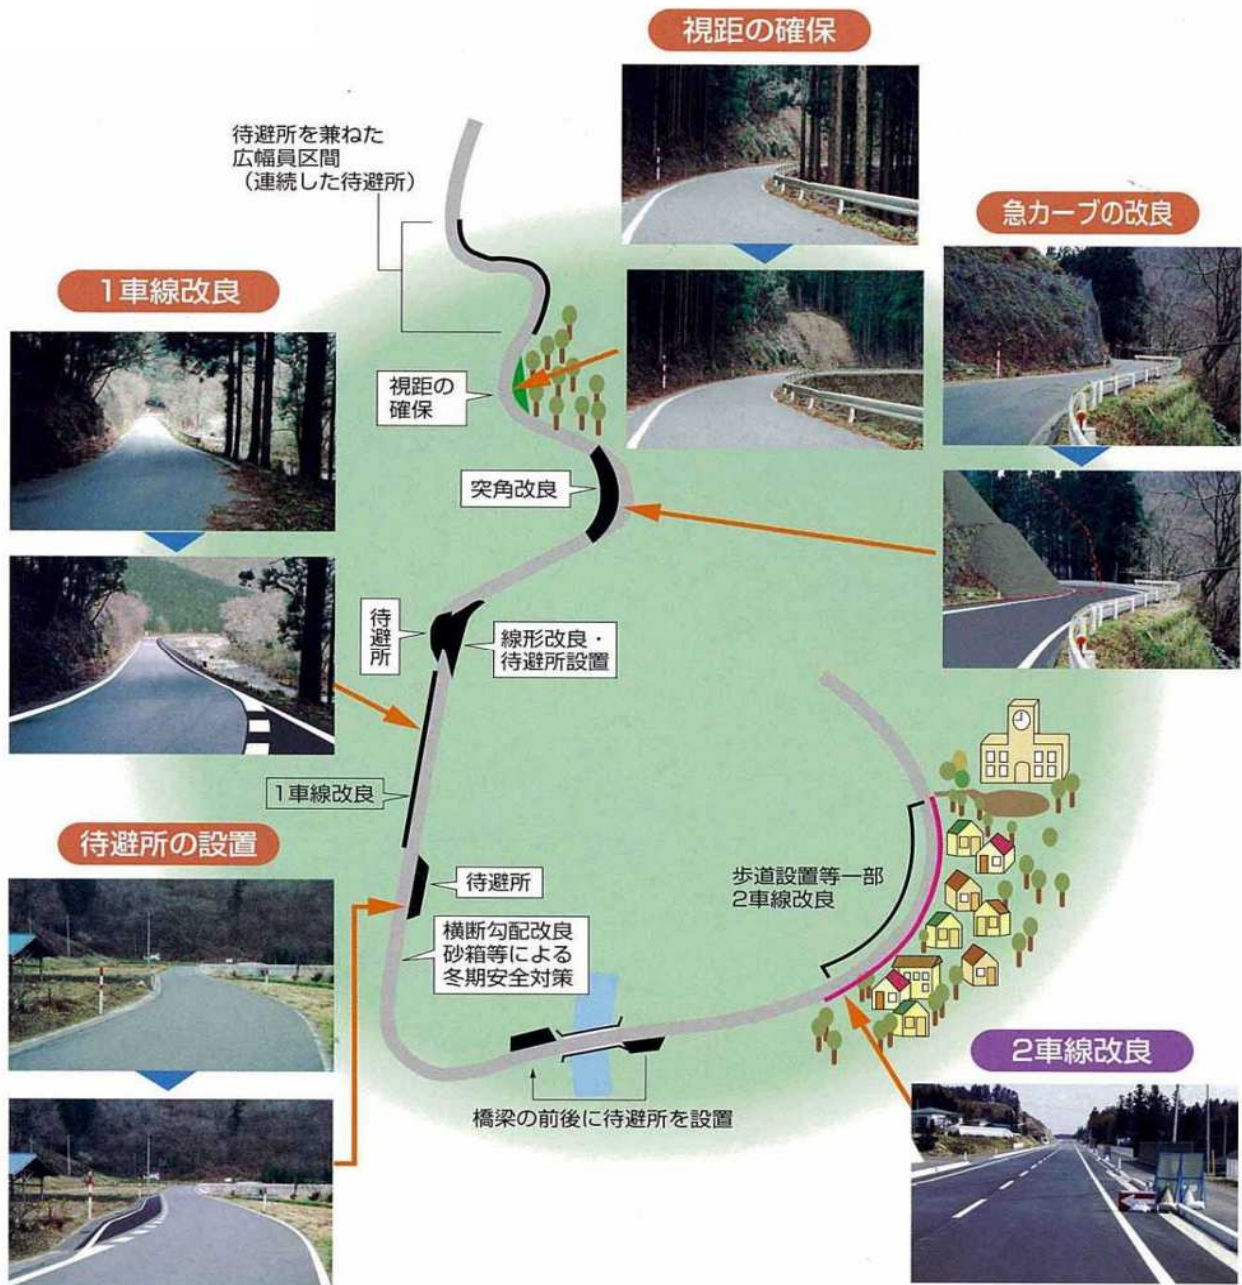 視距の確保
待避所を兼ねた
広幅員区間
（連続した待避所）
急カーブの改良
1車線改良
視距の
確保
突角改良
待避所
線形改良・
待避所設置
1車線改良
待避所の設置
待避所
歩道設置等一部
2車線改良
横断勾配改良
砂箱等による
冬期安全対策
2車線改良
橋梁の前後に待避所を設置